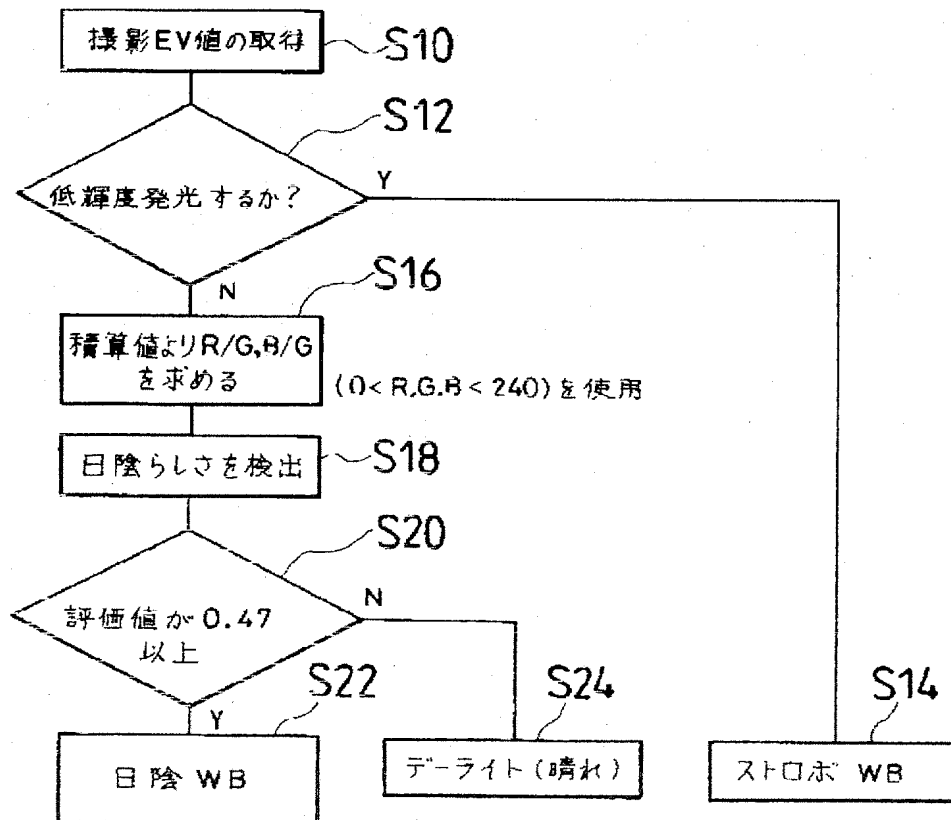 撮影EV値の取得
S10
S12
低輝度発光するか?
Y
N
S16
積算値よりR/G,B/G
を求める
(0<R,G.B<240)を使用
日陰らしさを検出
S18
S20
評価値が0.47
以上
N
Y
S22
S24
S14
日陰WB
デーライト(晴れ)
ストロボ WB